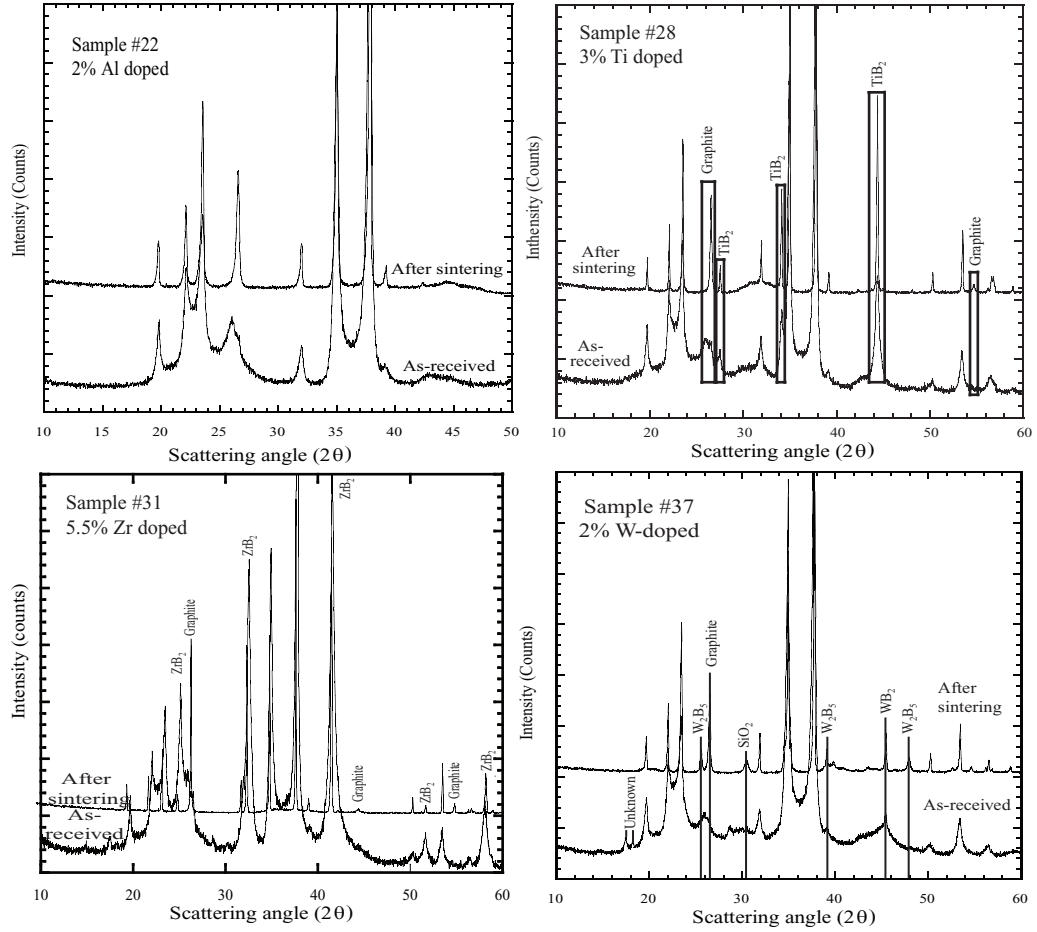 Sample #22
2% Al doped
Intensity (Counts)
After sintering
As-received
10 15 20 25 30 35 40 45 50
Scattering angle (2θ)
Sample #28
3% Ti doped
Inthensity (Counts)
Graphite
TiB2
TiB2
TiB2
Graphite
After
sintering
As-
received
20 30 40 50 60
10
Scattering angle (2θ)
Sample #31
5.5% Zr doped
Intensity (counts)
ZrB2
Graphite
ZrB2
ZrB2
Graphite
ZrB2
Graphite
ZrB2
After
sintering
As-
received
10 20 30 40 50 60
Scattering angle (2θ)
Sample #37
2% W-doped
Intensity (Counts)
Unknown
W2B5
Graphite
SiO2
W2B5
WB2
W2B5
After
sintering
As-received
10 20 30 40 50 60
Scattering angle (2θ)